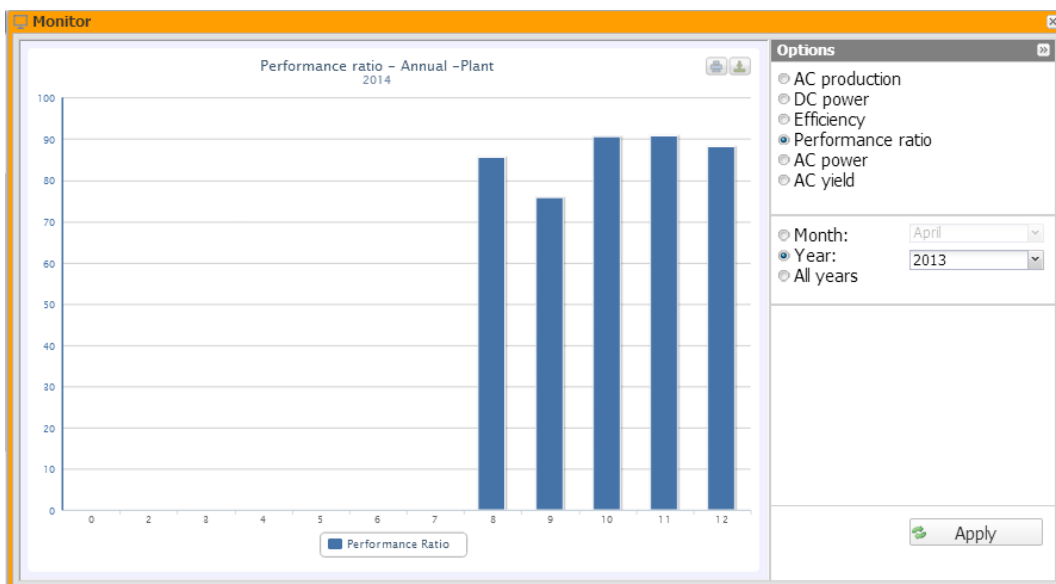 Monitor
Performance ratio - Annual -Plant
2014
100
90
80
70
60
50
40
30
20
10
0
0 2 3 4 5 6 7 8 9 10 11 12
Performance Ratio
Options
AC production
DC power
Efficiency
Performance ratio
AC power
AC yield
Month: April
Year: 2013
All years
Apply